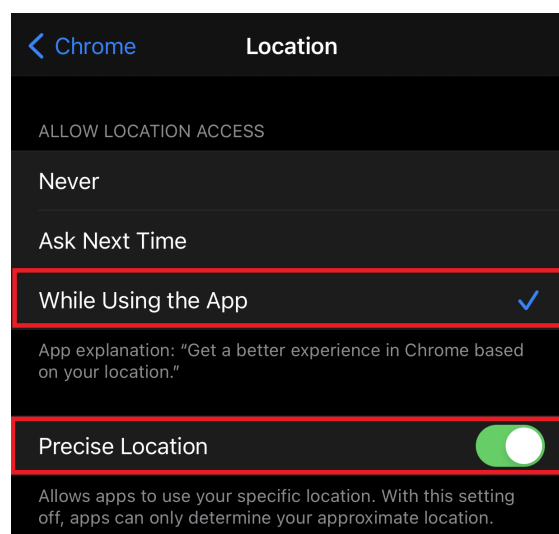 Chrome
Location
ALLOW LOCATION ACCESS
Never
Ask Next Time
While Using the App
App explanation: “Get a better experience in Chrome based
on your location.”
Precise Location
Allows apps to use your specific location. With this setting
off, apps can only determine your approximate location.